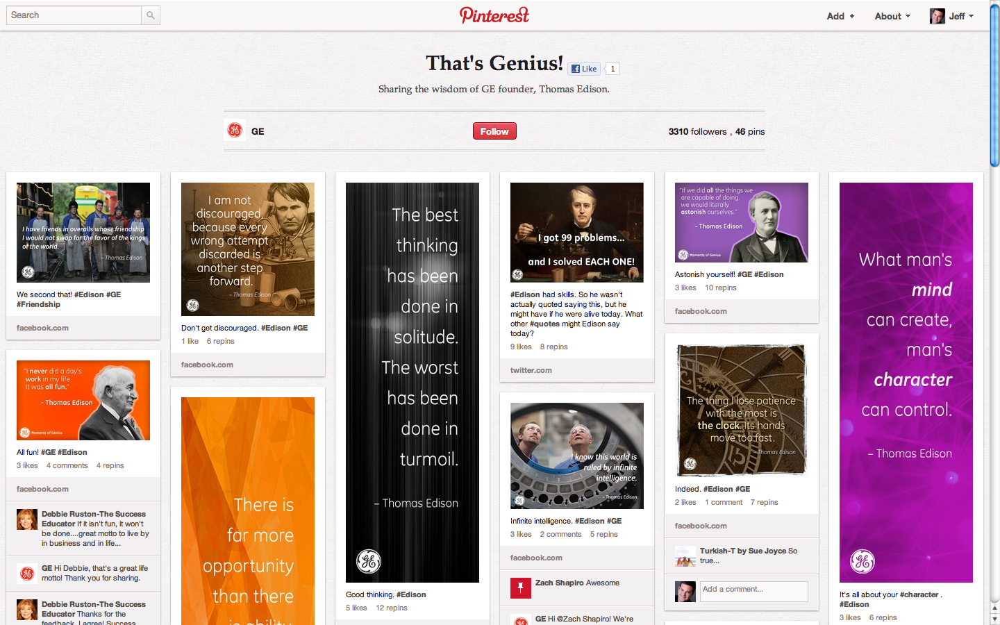 Search
Pinterest
Add +
About
Jeff
That's Genius!
Like
1
Sharing the wisdom of GE founder, Thomas Edison.
GE
Follow
3310 followers , 46 pins
I have friends in overalls whose friendship
I would not swap for the favor of the kings
of the world.
- Thomas Edison
We second that! #Edison #GE
#Friendship
facebook.com
"I never did a day's
work in my life.
It was all fun."
- Thomas Edison
Moments of Genius
All fun! #GE #Edison
3 likes 4 comments 4 repins
facebook.com
Debbie Ruston-The Success
Educator If it isn't fun, it won't
be done....great motto to live by
in business and in life...
GE Hi Debbie, that's a great life
motto! Thank you for sharing.
Debbie Ruston-The Success
Educator Thanks for the
feedback. I agree! Success
I am not
discouraged,
because every
wrong attempt
discarded is
another step
forward.
- Thomas Edison
Don't get discouraged. #Edison #GE
1 like 6 repins
facebook.com
There is
far more
opportunity
than there
is ability
The best
thinking
has been
done in
solitude.
The worst
has been
done in
turmoil.
– Thomas Edison
GE
Good thinking. #Edison
5 likes 12 repins
I got 99 problems...
and I solved EACH ONE!
#Edison had skills. So he wasn't
actually quoted saying this, but he
might have if he were alive today. What
other #quotes might Edison say
today?
9 likes 8 repins
twitter.com
I know this world is
ruled by infinite
intelligence.
- Thomas Edison
Infinite intelligence. #Edison #GE
3 likes 2 comments 5 repins
facebook.com
Zach Shapiro Awesome
GE Hi @Zach Shapiro! We're
"If we did all the things we
are capable of doing,
we would literally
astonish ourselves."
- Thomas Edison
Moments of Genius
Astonish yourself! #GE #Edison
3 likes 10 repins
facebook.com
The thing I lose patience
with the most is
the clock. Its hands
move too fast.
- Thomas Edison
Indeed. #Edison #GE
2 likes 1 comment 7 repins
facebook.com
Turkish-T by Sue Joyce So
true...
Add a comment...
What man's
mind
can create,
man's
character
can control.
– Thomas Edison
GE
It's all about your #character .
#Edison
3 likes 6 repins